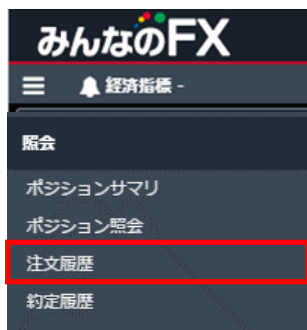 みんなのFX
経済指標 -
照会
ポジションサマリ
ポジション照会
注文履歴
約定履歴